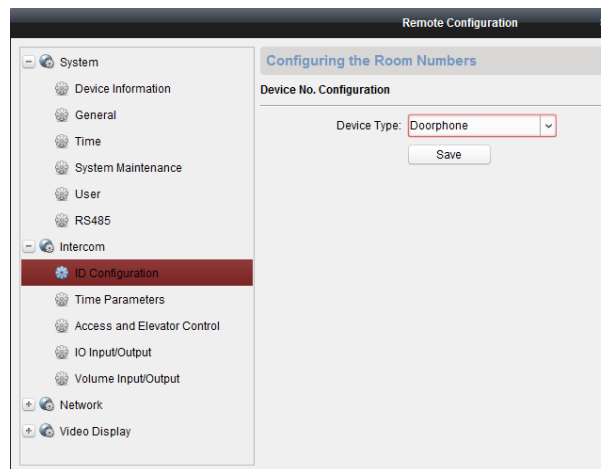 Remote Configuration
System
Device Information
General
Time
System Maintenance
User
RS485
Intercom
ID Configuration
Time Parameters
Access and Elevator Control
IO Input/Output
Volume Input/Output
Network
Video Display
Configuring the Room Numbers
Device No. Configuration
Device Type: Doorphone
Save